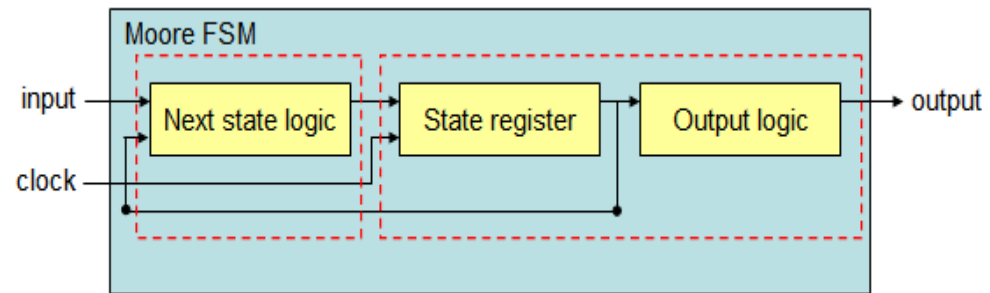 Moore FSM
input
Next state logic
State register
Output logic
output
clock